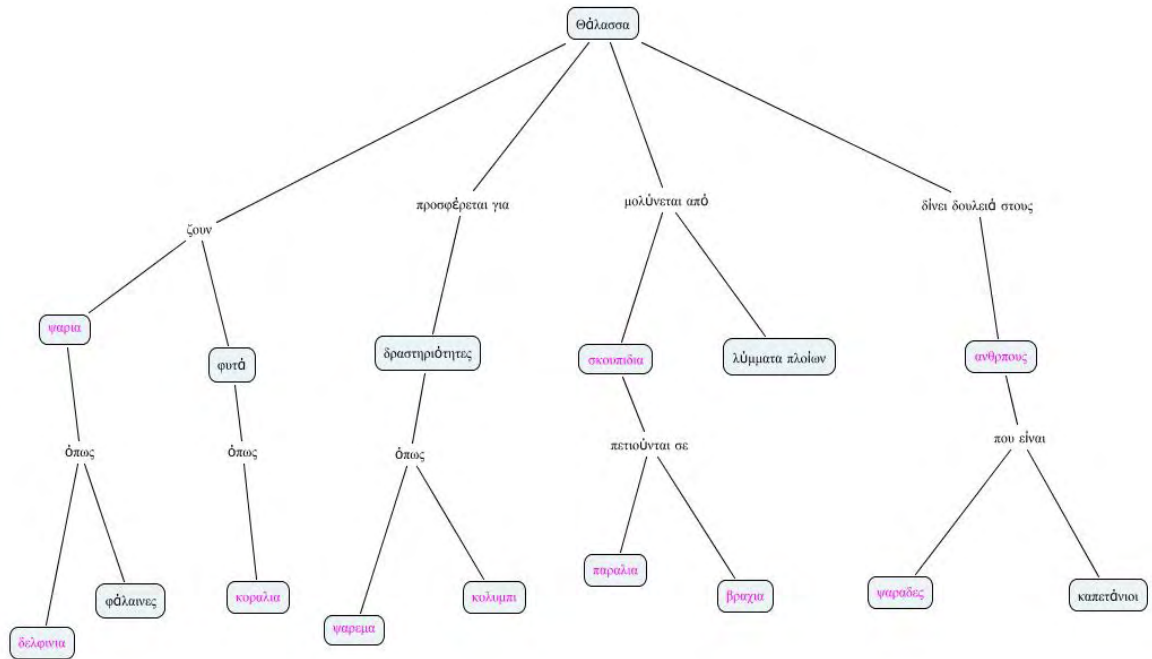 Θάλασσα
προσφέρεται για
μολύνεται από
δίνει δουλειά στους
ζουν
ψαρια
φυτά
δραστηριότητες
σκουπιδια
λύμματα πλοίων
ανθρπους
όπως
όπως
όπως
πετιούνται σε
που είναι
δελφινια
φάλαινες
κοραλια
ψαρεμα
κολυμπι
παραλια
βραχια
ψαραδες
καπετάνιοι